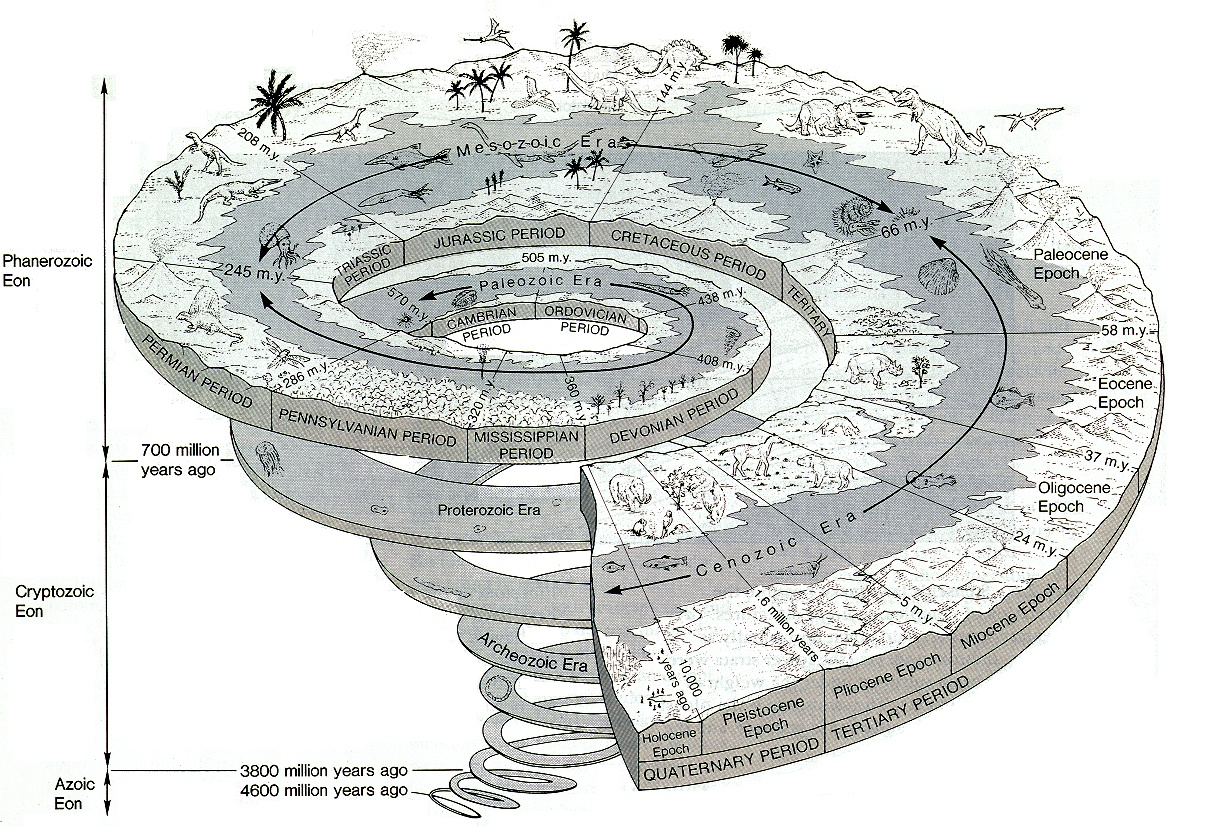 144 m.y.
208 m.y.
Mesozoic Era
Phanerozoic
Eon
245 m.y.
TRIASSIC
PERIOD
JURASSIC PERIOD
CRETACEOUS PERIOD
66 m.y.
Paleocene
Epoch
TERTIARY
505 m.y.
570 m.y.
Paleozoic Era
438 m.y.
CAMBRIAN
PERIOD
ORDOVICIAN
PERIOD
408 m.y.
58 m.y.
286 m.y.
320 m.y.
360 m.y.
Eocene
Epoch
PERMIAN PERIOD
PENNSYLVANIAN PERIOD
MISSISSIPPIAN
PERIOD
DEVONIAN PERIOD
700 million
years ago
37 m.y.
Oligocene
Epoch
Proterozoic Era
24 m.y.
Cenozoic Era
Cryptozoic
Eon
1.6 million years
5 m.y.
Miocene Epoch
Archeozoic Era
10,000
years ago
Pliocene Epoch
Pleistocene
Epoch
Holocene
Epoch
QUATERNARY PERIOD
TERTIARY PERIOD
3800 million years ago
Azoic
Eon
4600 million years ago